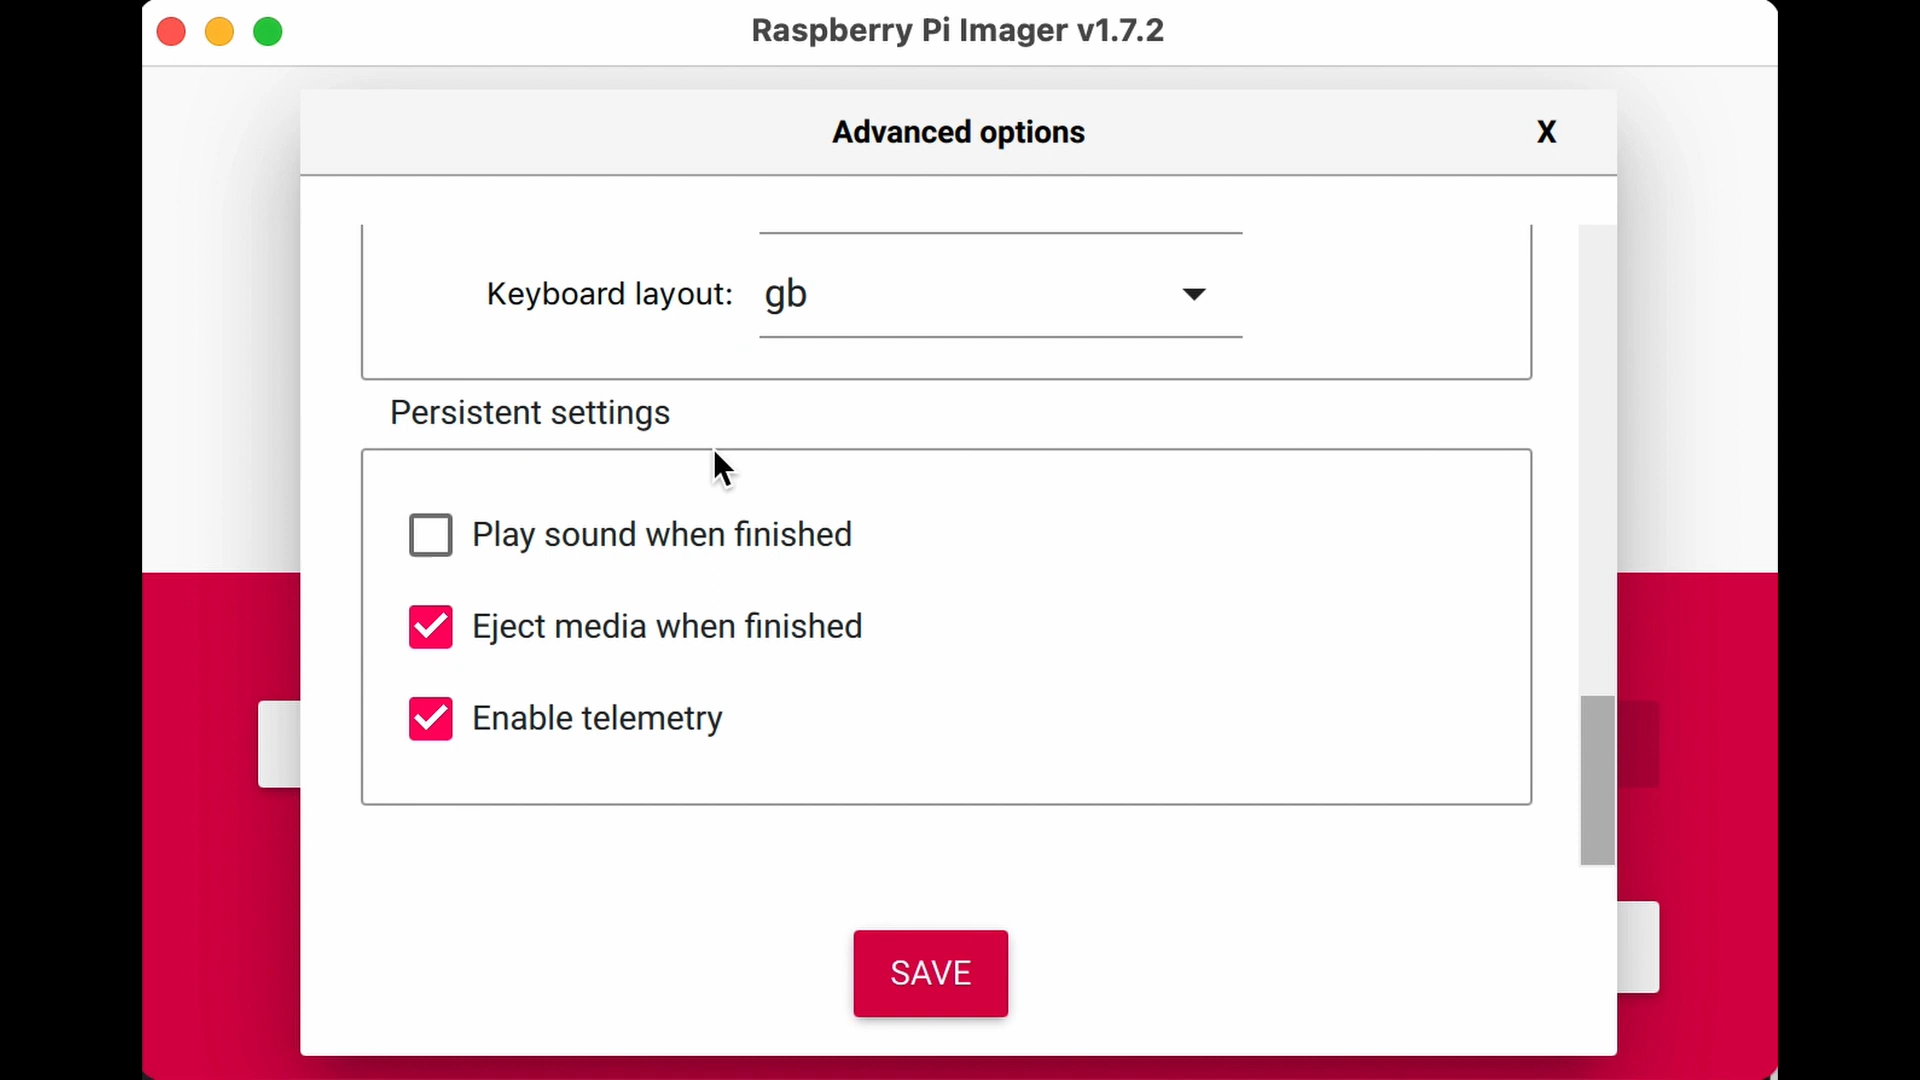 Raspberry Pi Imager v1.7.2
Advanced options X
Keyboard layout: gb
Persistent settings
Play sound when finished
Eject media when finished
Enable telemetry
SAVE